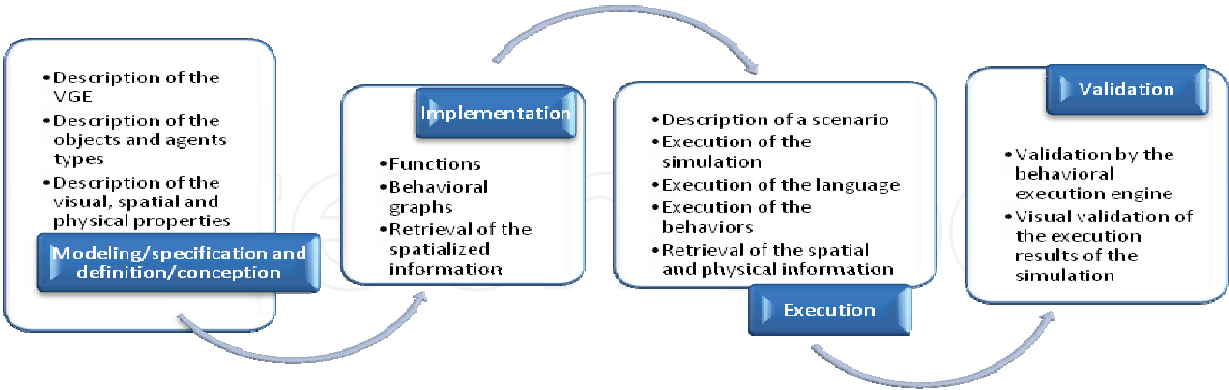 •Description of the
VGE
•Description of the
objects and agents
types
•Description of the
visual, spatial and
physical properties
Modeling/specification and
definition/conception
Implementation
•Functions
•Behavioral
graphs
•Retrieval of the
spatialized
information
•Description of a scenario
•Execution of the
simulation
•Execution of the language
•Execution of the
behaviors
•Retrieval of the spatial
and physical information
Execution
Validation
•Validation by the
behavioral
execution engine
•Visual validation of
the execution
results of the
simulation